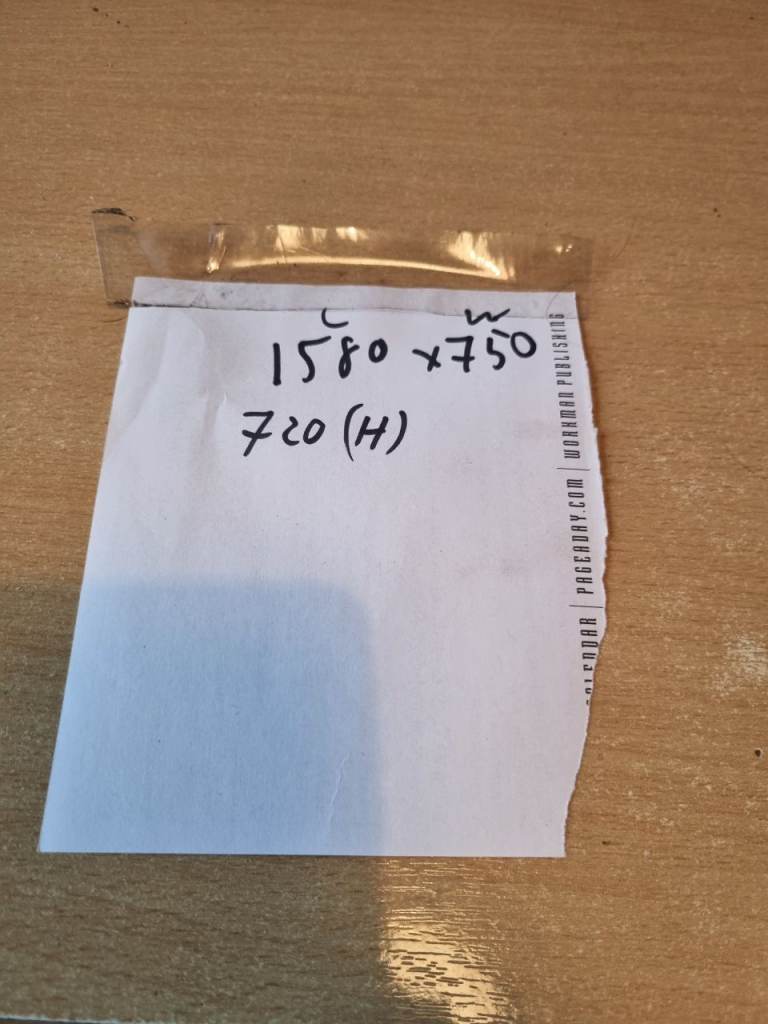 L W
1580 x 750
720 (H)
CALENDAR | PAGEADAY.COM | WORKMAN PUBLISHING